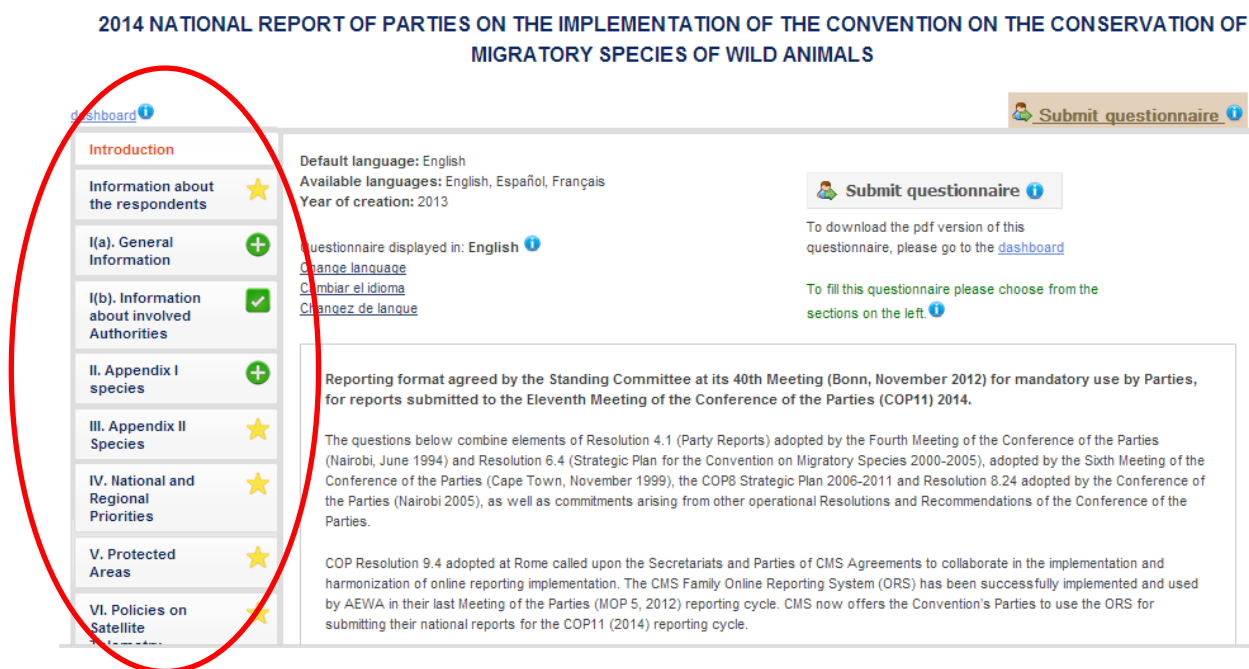 2014 NATIONAL REPORT OF PARTIES ON THE IMPLEMENTATION OF THE CONVENTION ON THE CONSERVATION OF
MIGRATORY SPECIES OF WILD ANIMALS
dashboard
Submit questionnaire
Introduction
Information about
the respondents
I(a). General
Information
I(b). Information
about involved
Authorities
II. Appendix I
species
III. Appendix II
Species
IV. National and
Regional
Priorities
V. Protected
Areas
VI. Policies on
Satellite
Telemetry
Default language: English
Available languages: English, Español, Français
Year of creation: 2013
Questionnaire displayed in: English
Change language
Cambiar el idioma
Changez de langue
Submit questionnaire
To download the pdf version of this
questionnaire, please go to the dashboard
To fill this questionnaire please choose from the
sections on the left.
Reporting format agreed by the Standing Committee at its 40th Meeting (Bonn, November 2012) for mandatory use by Parties,
for reports submitted to the Eleventh Meeting of the Conference of the Parties (COP11) 2014.
The questions below combine elements of Resolution 4.1 (Party Reports) adopted by the Fourth Meeting of the Conference of the Parties
(Nairobi, June 1994) and Resolution 6.4 (Strategic Plan for the Convention on Migratory Species 2000-2005), adopted by the Sixth Meeting of the
Conference of the Parties (Cape Town, November 1999), the COP8 Strategic Plan 2006-2011 and Resolution 8.24 adopted by the Conference of
the Parties (Nairobi 2005), as well as commitments arising from other operational Resolutions and Recommendations of the Conference of the
Parties.
COP Resolution 9.4 adopted at Rome called upon the Secretariats and Parties of CMS Agreements to collaborate in the implementation and
harmonization of online reporting implementation. The CMS Family Online Reporting System (ORS) has been successfully implemented and used
by AEWA in their last Meeting of the Parties (MOP 5, 2012) reporting cycle. CMS now offers the Convention's Parties to use the ORS for
submitting their national reports for the COP11 (2014) reporting cycle.